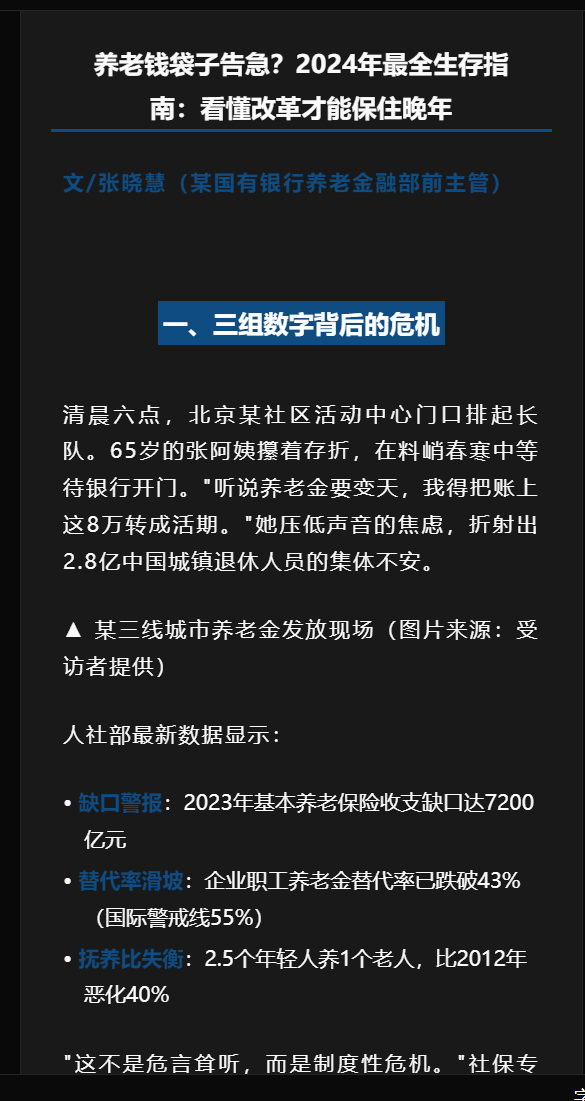 养老钱袋子告急？2024年最全生存指
南：看懂改革才能保住晚年
文/张晓慧（某国有银行养老金融部前主管）
一、三组数字背后的危机
清晨六点，北京某社区活动中心门口排起长
队。65岁的张阿姨攥着存折，在料峭春寒中等
待银行开门。"听说养老金要变天，我得把账上
这8万转成活期。"她压低声音的焦虑，折射出
2.8亿中国城镇退休人员的集体不安。
▲ 某三线城市养老金发放现场（图片来源：受
访者提供）
人社部最新数据显示：
• 缺口警报：2023年基本养老保险收支缺口达7200
亿元
• 替代率滑坡：企业职工养老金替代率已跌破43%
（国际警戒线55%）
• 抚养比失衡：2.5个年轻人养1个老人，比2012年
恶化40%
"这不是危言耸听，而是制度性危机。"社保专